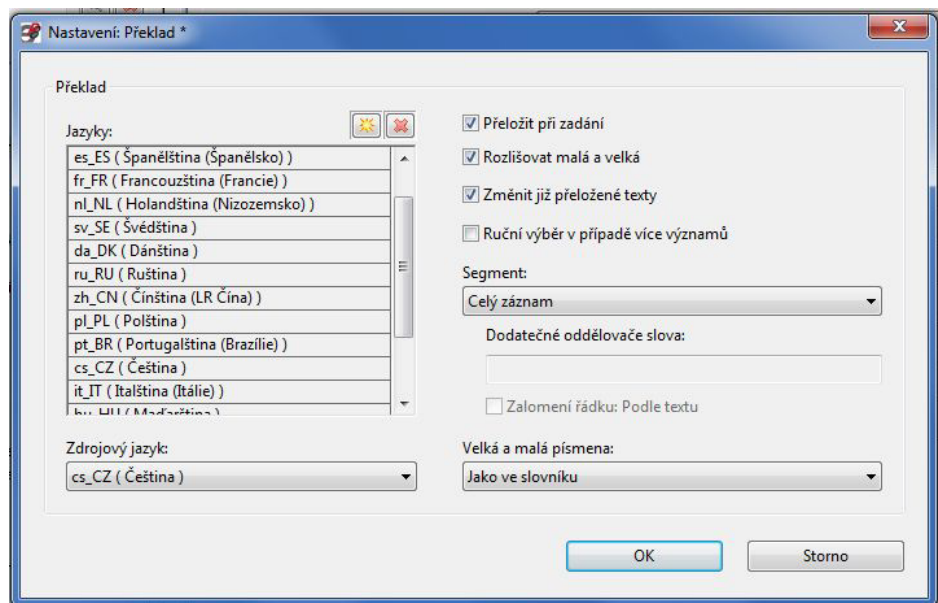 Nastavení: Překlad *
Překlad
Jazyky:
es_ES ( Španělština (Španělsko) )
fr_FR ( Francouzština (Francie) )
nl_NL ( Holandština (Nizozemsko) )
sv_SE ( Švédština )
da_DK ( Dánština )
ru_RU ( Ruština )
zh_CN ( Čínština (LR Čína) )
pl_PL ( Polština )
pt_BR ( Portugalština (Brazílie) )
cs_CZ ( Čeština )
it_IT ( Italština (Itálie) )
hu_HU ( Maďarština )
Zdrojový jazyk:
cs_CZ ( Čeština )
Přeložit při zadání
Rozlišovat malá a velká
Změnit již přeložené texty
Ruční výběr v případě více významů
Segment:
Celý záznam
Dodatečné oddělovače slova:
Zalomení řádku: Podle textu
Velká a malá písmena:
Jako ve slovníku
OK
Storno